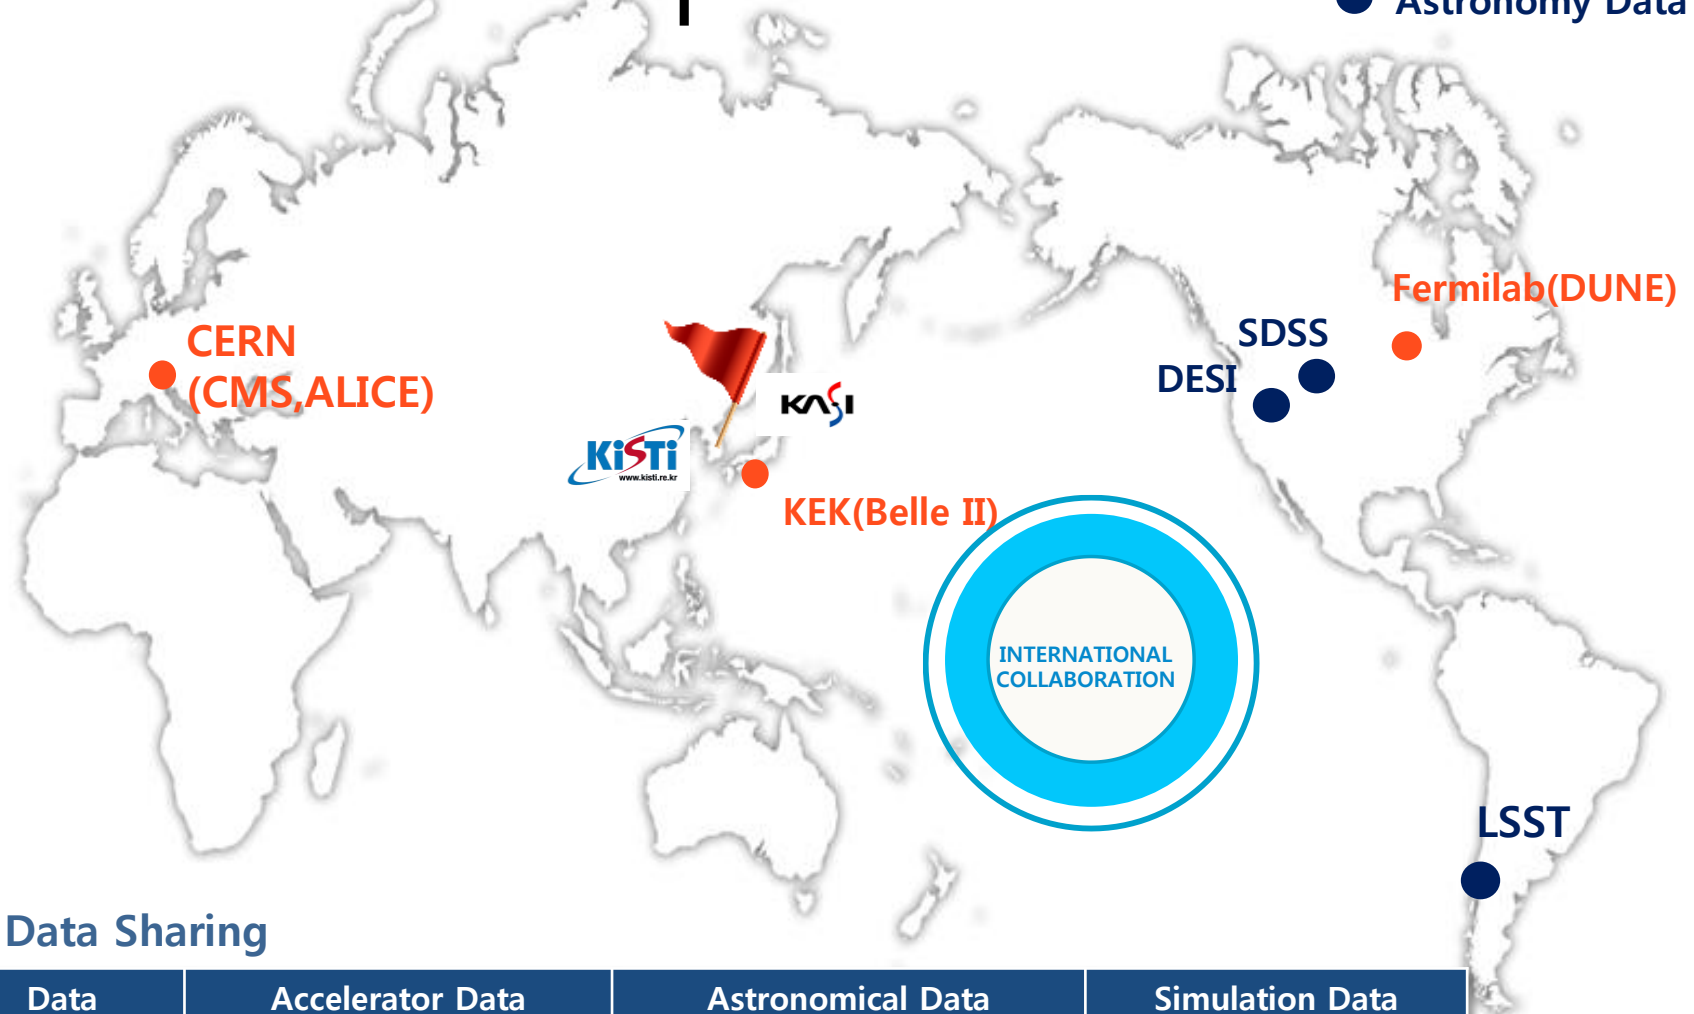 Astronomy Data
Fermilab(DUNE)
CERN
(CMS,ALICE)
SDSS
DESI
KASI
KiSTi
www.kisti.re.kr
KEK(Belle II)
INTERNATIONAL
COLLABORATION
LSST
Data Sharing
Data Accelerator Data Astronomical Data Simulation Data